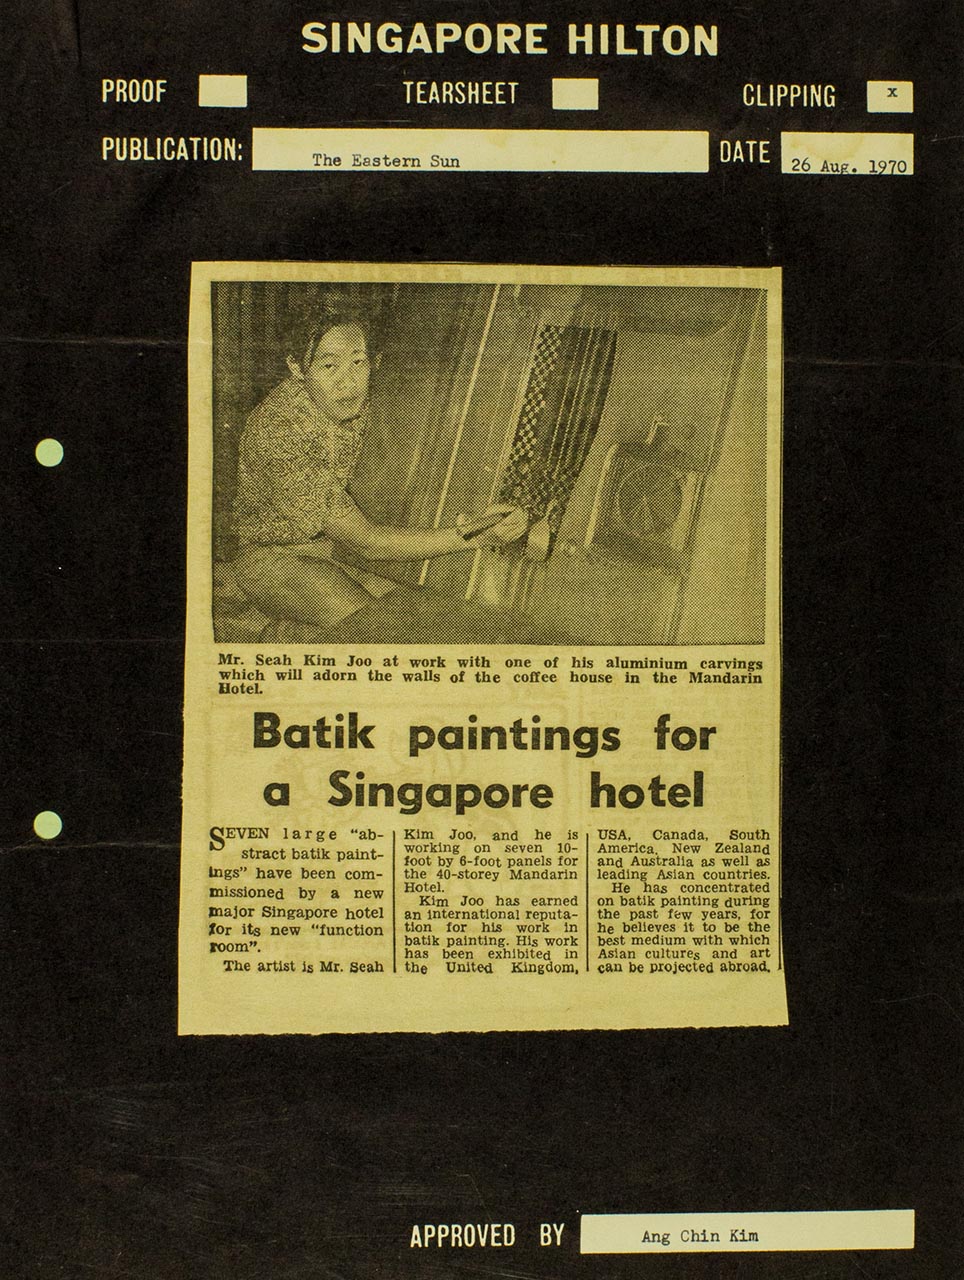 SINGAPORE HILTON
PROOF TEARSHEET CLIPPING x
PUBLICATION: The Eastern Sun DATE 26 Aug. 1970
Mr. Seah Kim Joo at work with one of his aluminium carvings
which will adorn the walls of the coffee house in the Mandarin
Hotel.
Batik paintings for
a Singapore hotel
SEVEN large "ab-
stract batik paint-
ings" have been com-
missioned by a new
major Singapore hotel
for its new "function
room".
The artist is Mr. Seah
Kim Joo, and he is
working on seven 10-
foot by 6-foot panels for
the 40-storey Mandarin
Hotel.
Kim Joo has earned
an international reputa-
tion for his work in
batik painting. His work
has been exhibited in
the United Kingdom,
USA, Canada, South
America, New Zealand
and Australia as well as
leading Asian countries.
He has concentrated
on batik painting during
the past few years, for
he believes it to be the
best medium with which
Asian cultures and art
can be projected abroad.
APPROVED BY Ang Chin Kim